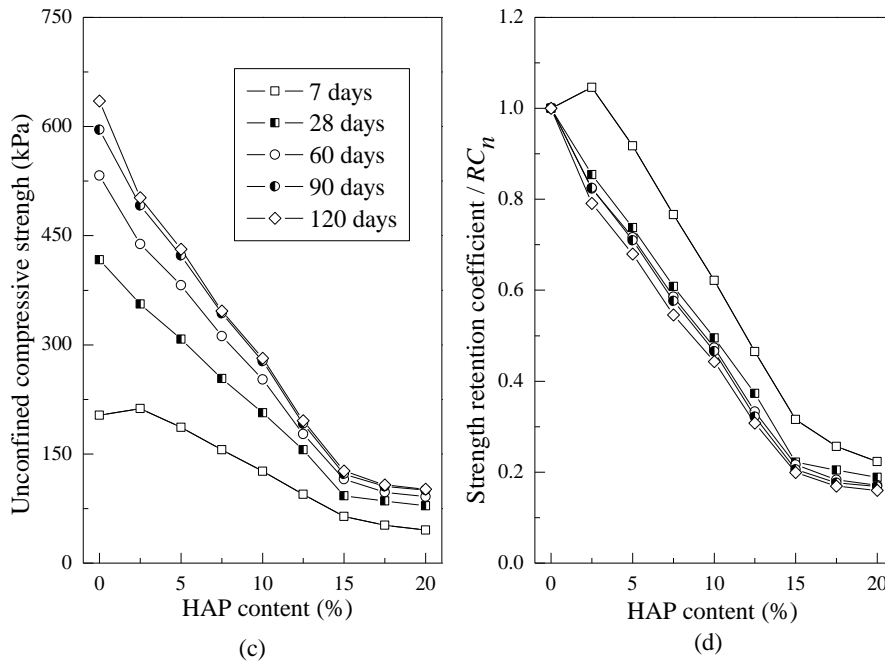 750
600
450
300
150
0
Unconfined compressive strengh (kPa)
7 days
28 days
60 days
90 days
120 days
0 5 10 15 20
HAP content (%)
(c)
1.2
1.0
0.8
0.6
0.4
0.2
0.0
Strength retention coefficient / RCn
0 5 10 15 20
HAP content (%)
(d)